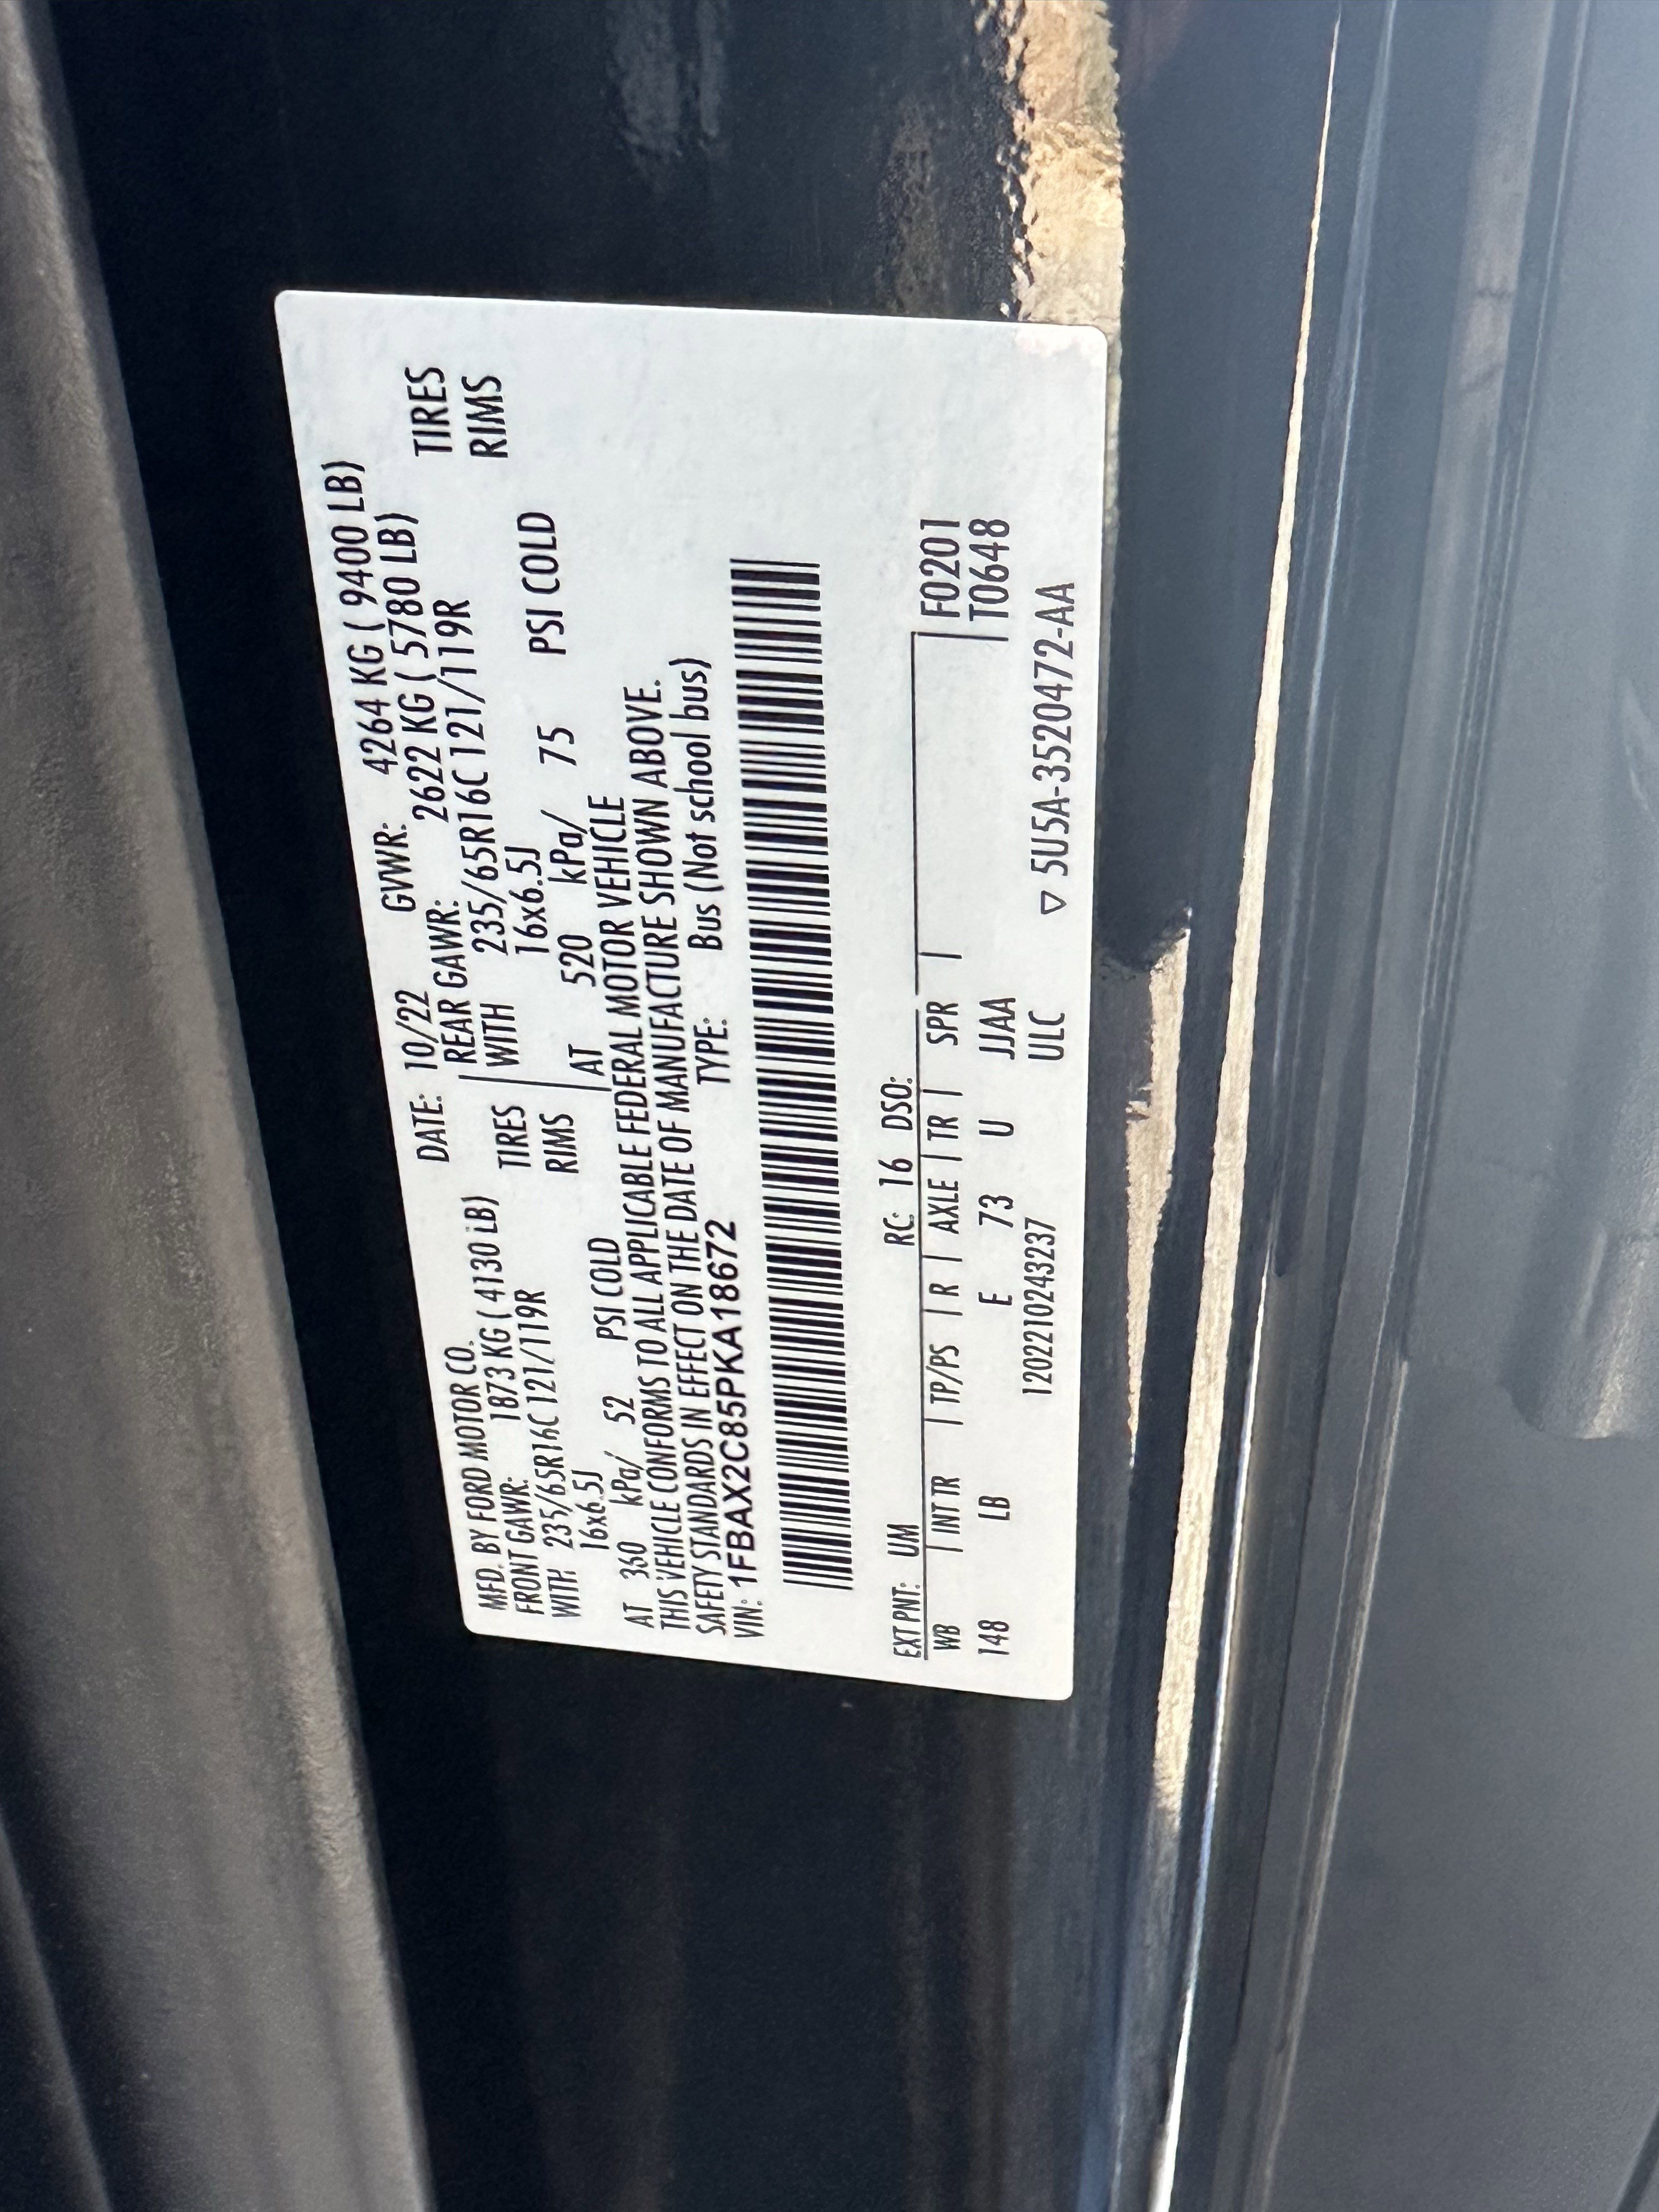 MFD. BY FORD MOTOR CO. DATE: 10/22 GVWR: 4264 KG ( 9400 LB)
FRONT GAWR: 1873 KG ( 4130 LB) REAR GAWR: 2622 KG ( 5780 LB)
WITH 235/65R16C 121/119R TIRES WITH 235/65R16C 121/119R TIRES
16x6.5J RIMS 16x6.5J RIMS
AT 360 kPa/ 52 PSI COLD AT 520 kPa/ 75 PSI COLD
THIS VEHICLE CONFORMS TO ALL APPLICABLE FEDERAL MOTOR VEHICLE
SAFETY STANDARDS IN EFFECT ON THE DATE OF MANUFACTURE SHOWN ABOVE.
VIN: 1FBAX2C85PKA18672 TYPE: Bus (Not school bus)
EXT PNT: UM RC: 16 DSO:
WB | INT TR | TP/PS | R | AXLE | TR | SPR | F0201
148 LB E 73 U JJAA T0648
120221024323​7 ULC ▽ 5U5A-3520472-AA